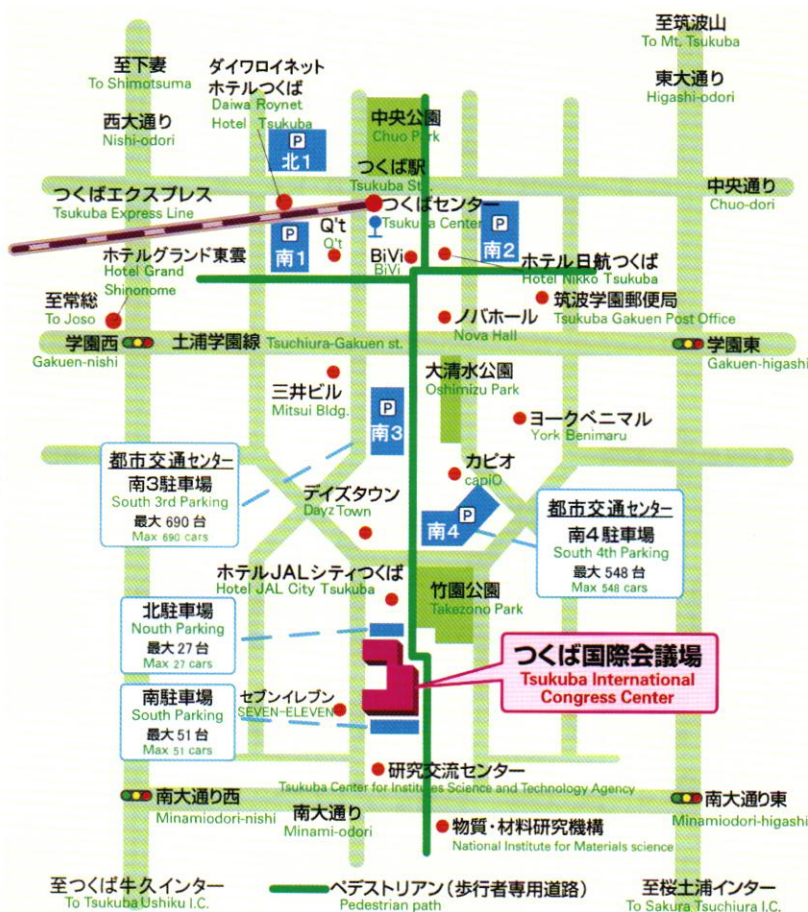 至筑波山
To Mt. Tsukuba
至下妻
To Shimotsuma
ダイワロイネット
ホテルつくば
Daiwa Roynet
Hotel Tsukuba
東大通り
Higashi-odori
西大通り
Nishi-odori
中央公園
Chuo Park
P
北1
つくば駅
Tsukuba St.
つくばエクスプレス
Tsukuba Express Line
つくばセンター
Tsukuba Center
中央通り
Chuo-dori
P
南1
Q't
Q't
BiVi
BiVi
P
南2
ホテルグランド東雲
Hotel Grand
Shinonome
ホテル日航つくば
Hotel Nikko Tsukuba
至常総
To Joso
ノバホール
Nova Hall
筑波学園郵便局
Tsukuba Gakuen Post Office
学園西
Gakuen-nishi
土浦学園線 Tsuchiura-Gakuen st.
学園東
Gakuen-higashi
三井ビル
Mitsui Bldg.
大清水公園
Oshimizu Park
P
南3
ヨークベニマル
York Benimaru
都市交通センター
南3駐車場
South 3rd Parking
最大690台
Max 690 cars
カピオ
capiO
デイズタウン
Dayz Town
P
南4
都市交通センター
南4駐車場
South 4th Parking
最大548台
Max 548 cars
ホテルJALシティつくば
Hotel JAL City Tsukuba
竹園公園
Takezono Park
北駐車場
Nouth Parking
最大27台
Max 27 cars
つくば国際会議場
Tsukuba International
Congress Center
南駐車場
South Parking
最大51台
Max 51 cars
セブンイレブン
SEVEN-ELEVEN
研究交流センター
Tsukuba Center for Institutes Science and Technology Agency
南大通り西
Minamiodori-nishi
南大通り
Minami-odori
南大通り東
Minamiodori-higashi
物質・材料研究機構
National Institute for Materials science
至つくば牛久インター
To Tsukuba Ushiku I.C.
ペデストリアン(歩行者専用道路)
Pedestrian path
至桜土浦インター
To Sakura Tsuchiura I.C.